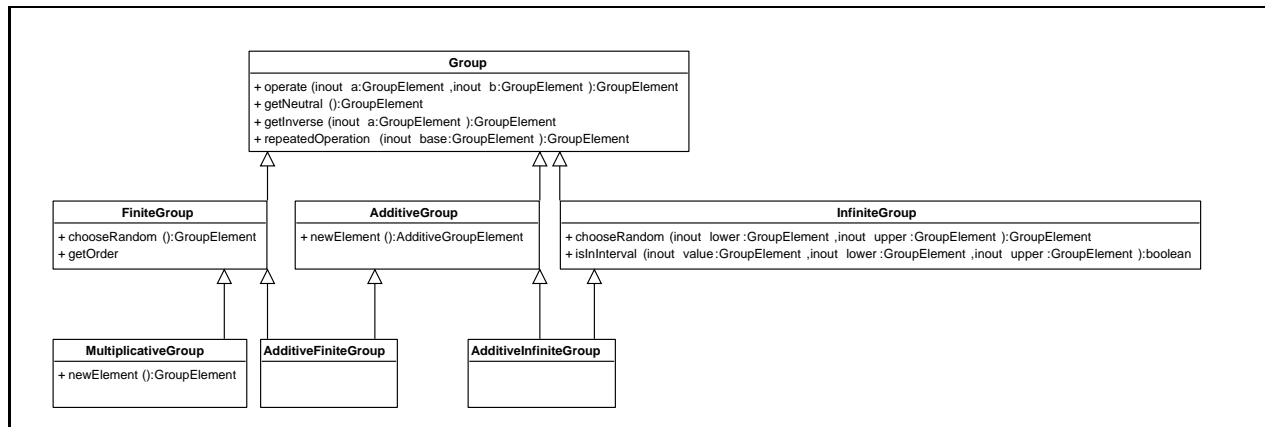 Group
+ operate (inout a:GroupElement ,inout b:GroupElement ):GroupElement
+ getNeutral ():GroupElement
+ getInverse (inout a:GroupElement ):GroupElement
+ repeatedOperation (inout base:GroupElement ):GroupElement
FiniteGroup
+ chooseRandom ():GroupElement
+ getOrder
AdditiveGroup
+ newElement ():AdditiveGroupElement
InfiniteGroup
+ chooseRandom (inout lower:GroupElement ,inout upper:GroupElement ):GroupElement
+ isInInterval (inout value:GroupElement ,inout lower:GroupElement ,inout upper:GroupElement ):boolean
MultiplicativeGroup
+ newElement ():GroupElement
AdditiveFiniteGroup
AdditiveInfiniteGroup